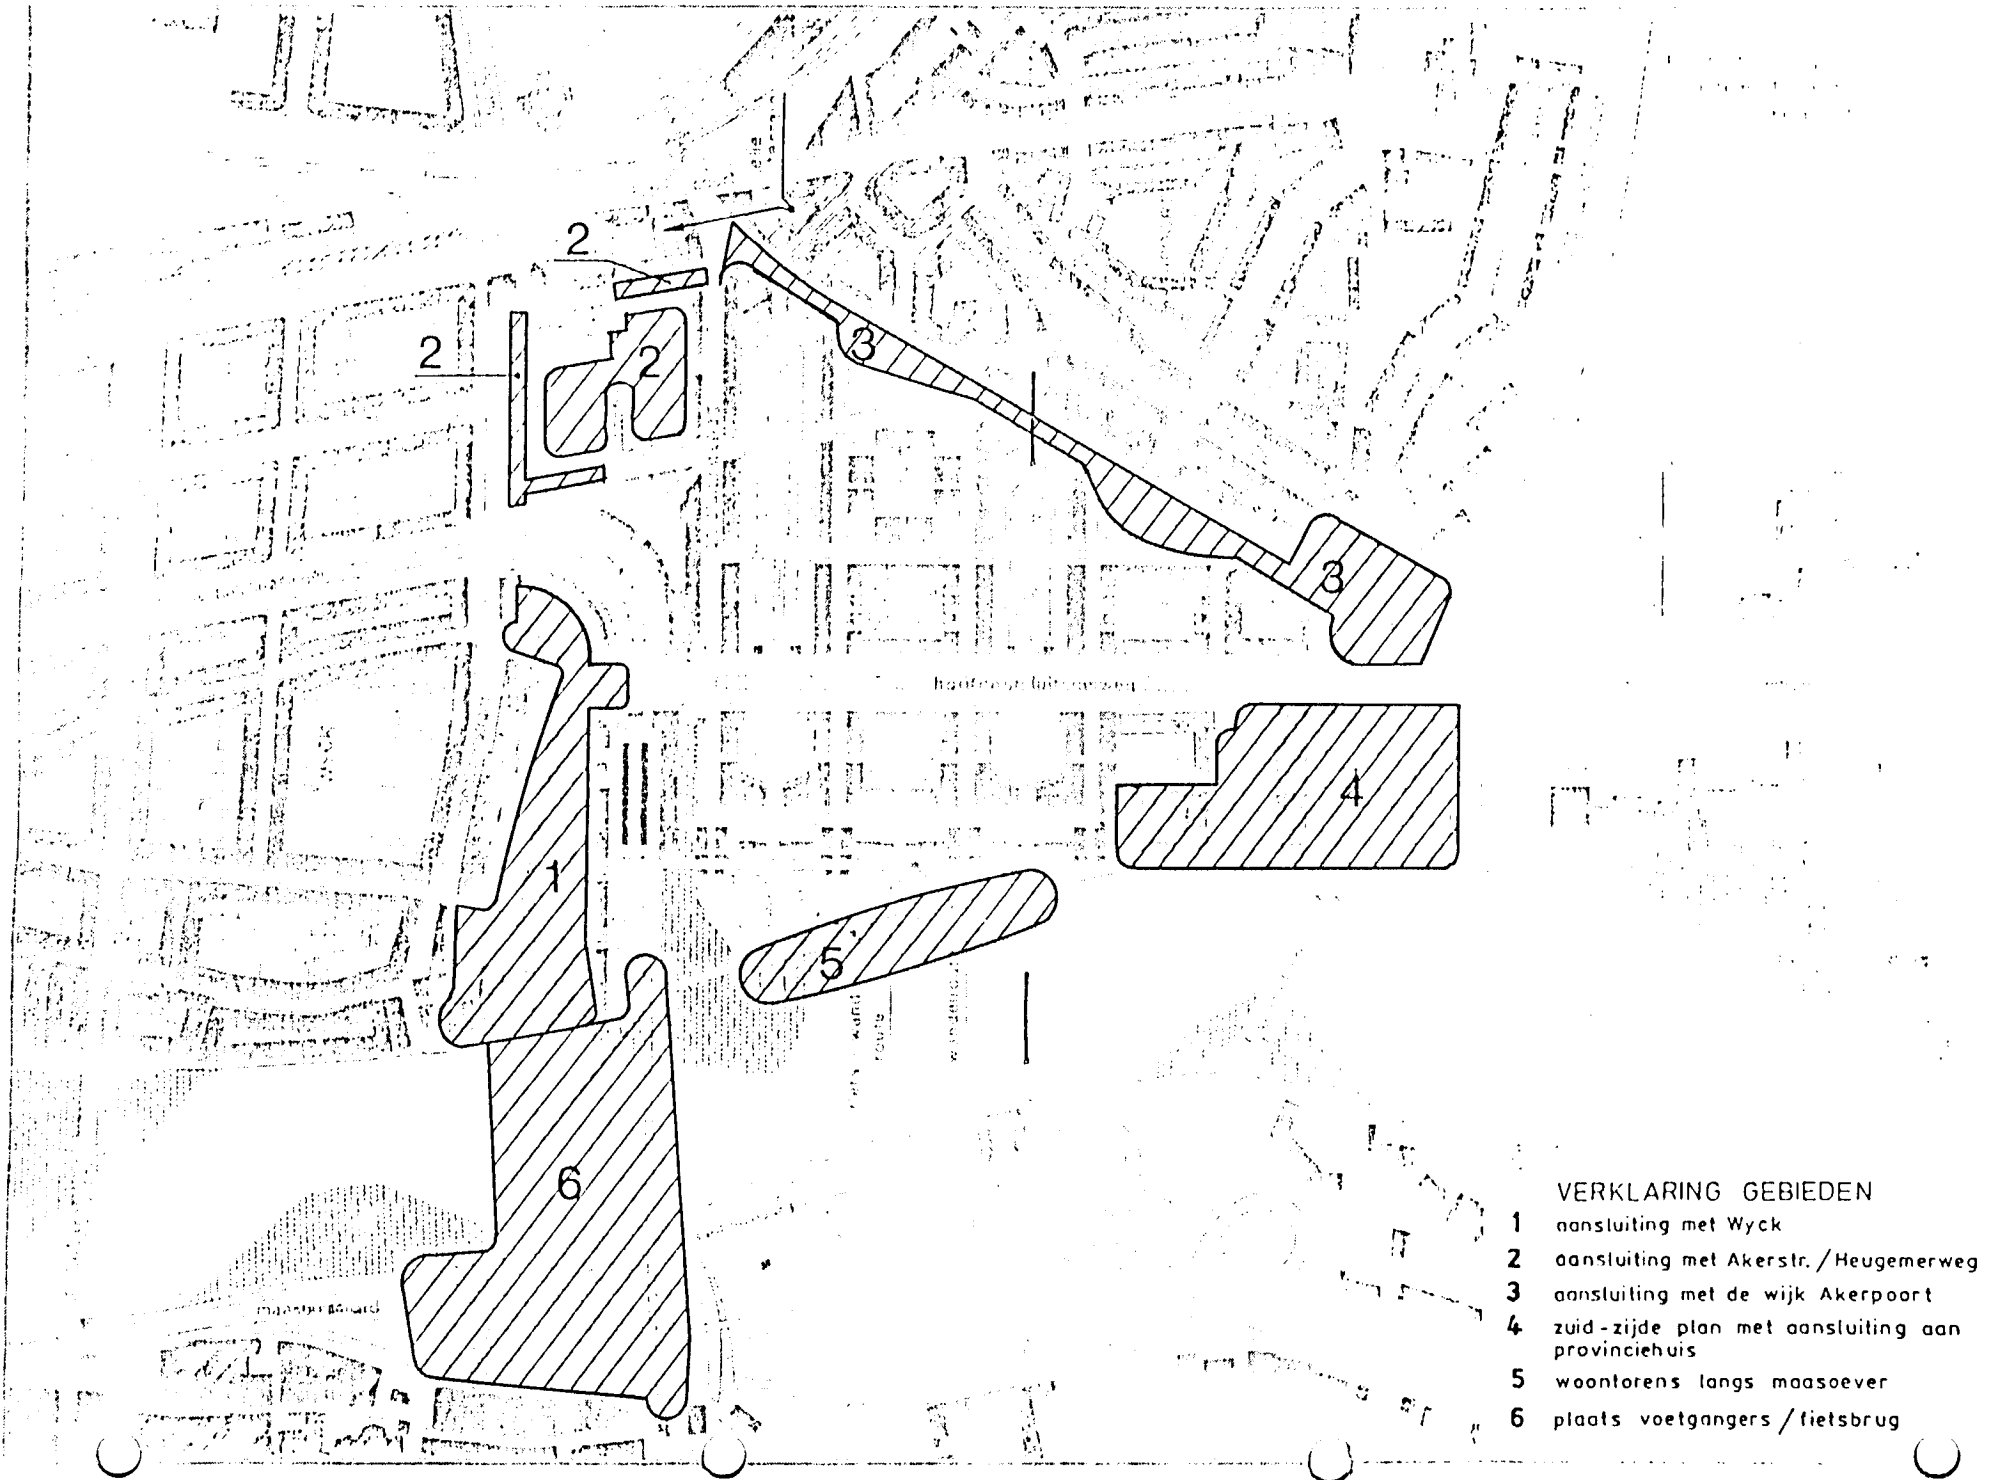 2
2
2
3
3
4
1
5
6
VERKLARING GEBIEDEN
1 aansluiting met Wyck
2 aansluiting met Akerstr. / Heugemerweg
3 aansluiting met de wijk Akerpoort
4 zuid-zijde plan met aansluiting aan
provinciehuis
5 woontorens langs maasoever
6 plaats voetgangers / fietsbrug